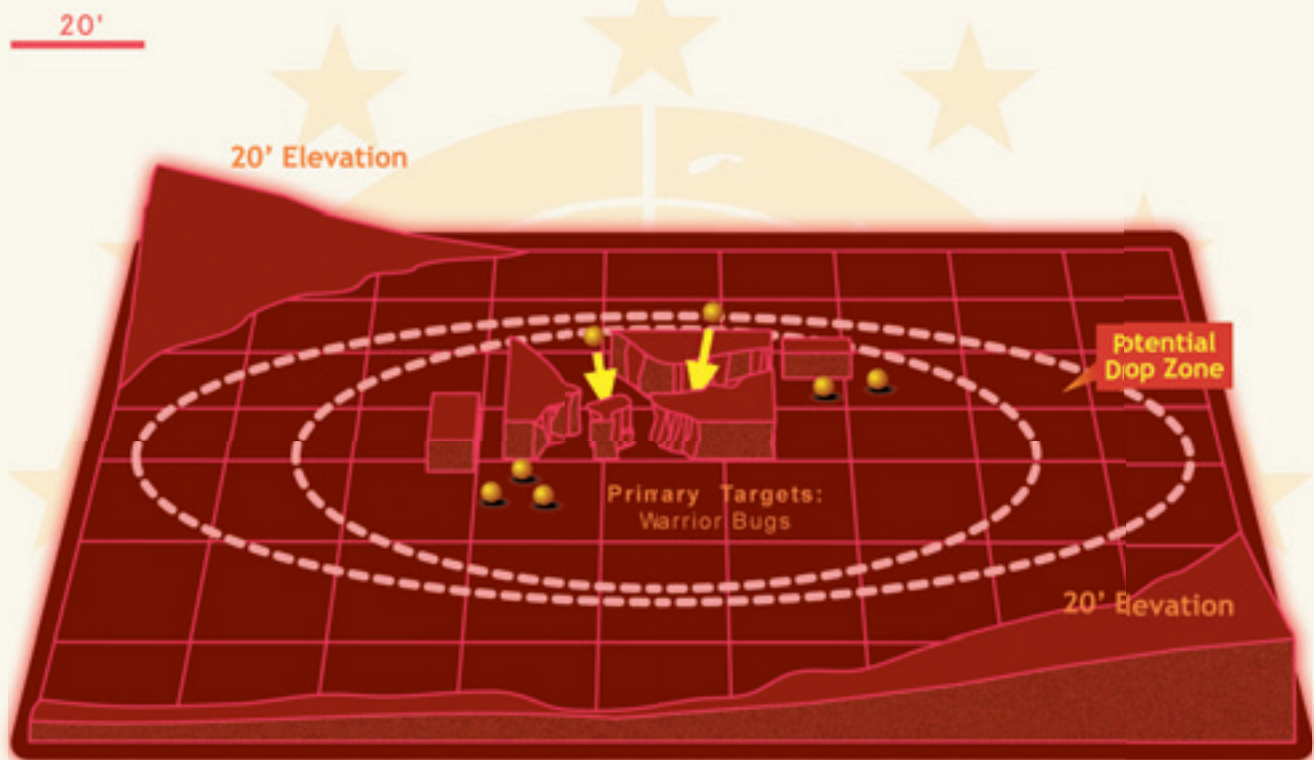 20'
20' Elevation
Potential
Drop Zone
Primary Targets:
Warrior Bugs
20' Elevation